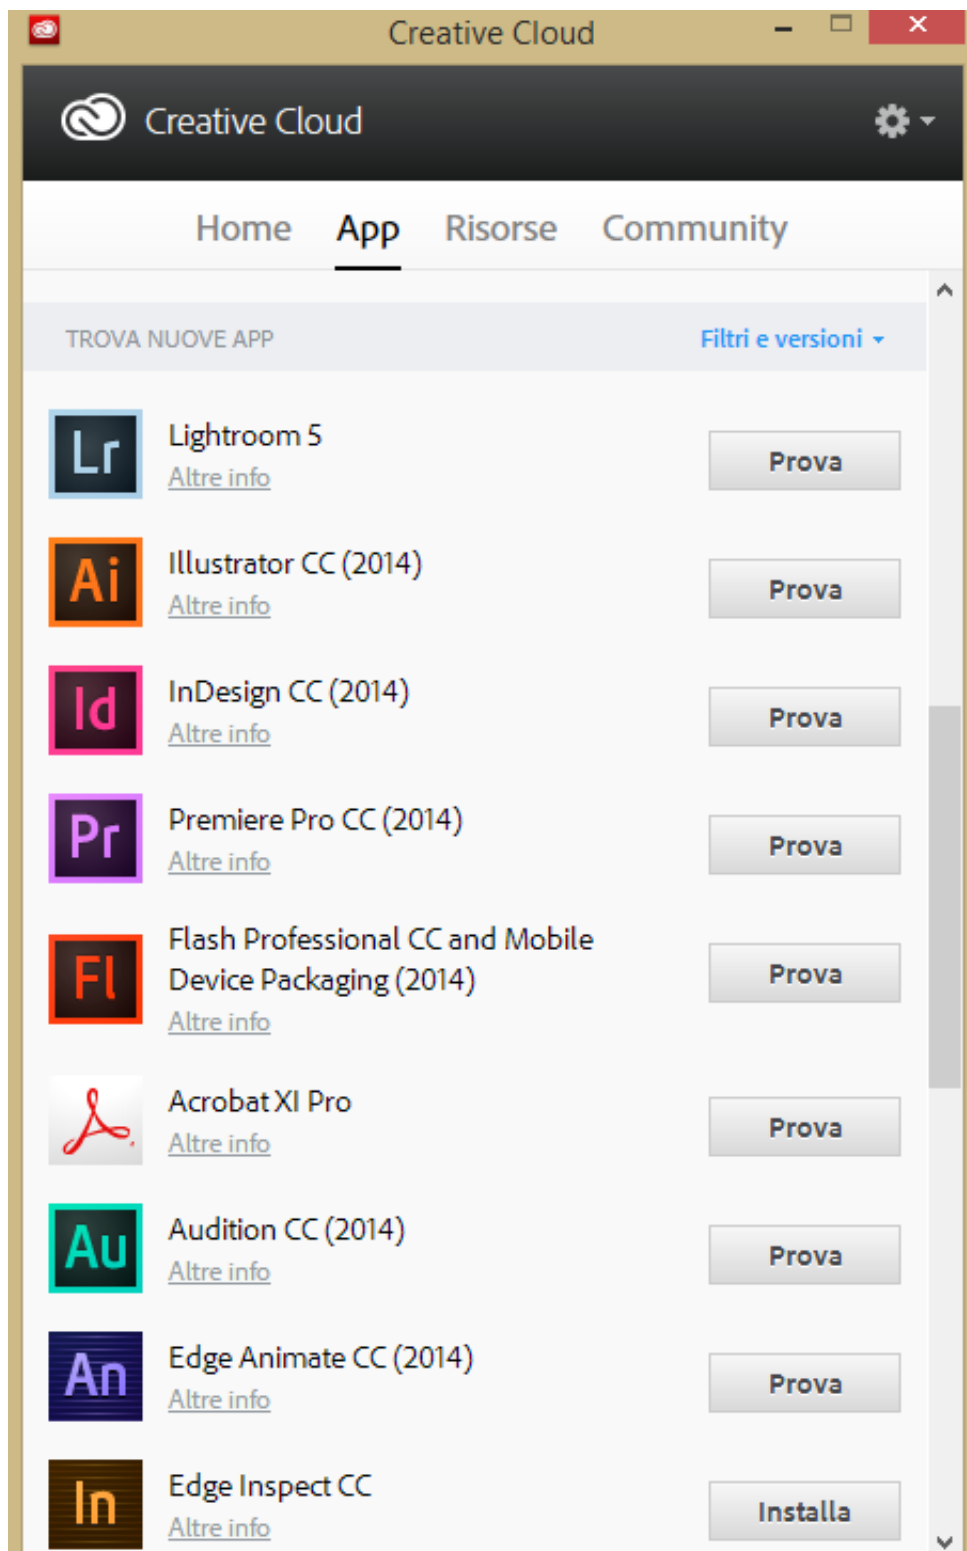 Creative Cloud
Creative Cloud
Home App Risorse Community
TROVA NUOVE APP Filtri e versioni
Lr Lightroom 5
Altre info
Prova
Ai Illustrator CC (2014)
Altre info
Prova
Id InDesign CC (2014)
Altre info
Prova
Pr Premiere Pro CC (2014)
Altre info
Prova
Fl Flash Professional CC and Mobile
Device Packaging (2014)
Altre info
Prova
Acrobat XI Pro
Altre info
Prova
Au Audition CC (2014)
Altre info
Prova
An Edge Animate CC (2014)
Altre info
Prova
In Edge Inspect CC
Altre info
Installa